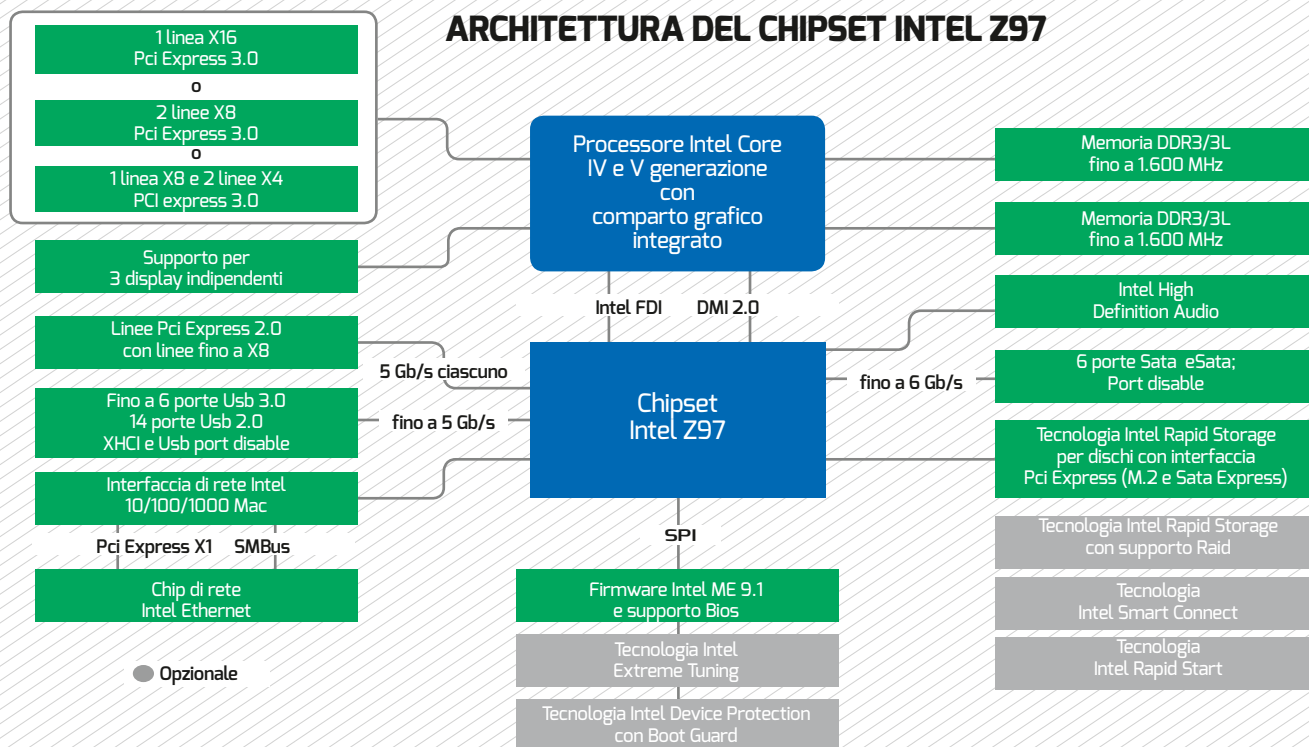 ARCHITETTURA DEL CHIPSET INTEL Z97
1 linea X16
Pci Express 3.0
o
2 linee X8
Pci Express 3.0
o
1 linea X8 e 2 linee X4
PCI express 3.0
Supporto per
3 display indipendenti
Linee Pci Express 2.0
con linee fino a X8
Fino a 6 porte Usb 3.0
14 porte Usb 2.0
XHCI e Usb port disable
Interfaccia di rete Intel
10/100/1000 Mac
Pci Express X1 SMBus
Chip di rete
Intel Ethernet
Opzionale
Processore Intel Core
IV e V generazione
con
comparto grafico
integrato
Intel FDI DMI 2.0
5 Gb/s ciascuno
fino a 5 Gb/s
Chipset
Intel Z97
fino a 6 Gb/s
SPI
Firmware Intel ME 9.1
e supporto Bios
Tecnologia Intel
Extreme Tuning
Tecnologia Intel Device Protection
con Boot Guard
Memoria DDR3/3L
fino a 1.600 MHz
Memoria DDR3/3L
fino a 1.600 MHz
Intel High
Definition Audio
6 porte Sata eSata;
Port disable
Tecnologia Intel Rapid Storage
per dischi con interfaccia
Pci Express (M.2 e Sata Express)
Tecnologia Intel Rapid Storage
con supporto Raid
Tecnologia
Intel Smart Connect
Tecnologia
Intel Rapid Start